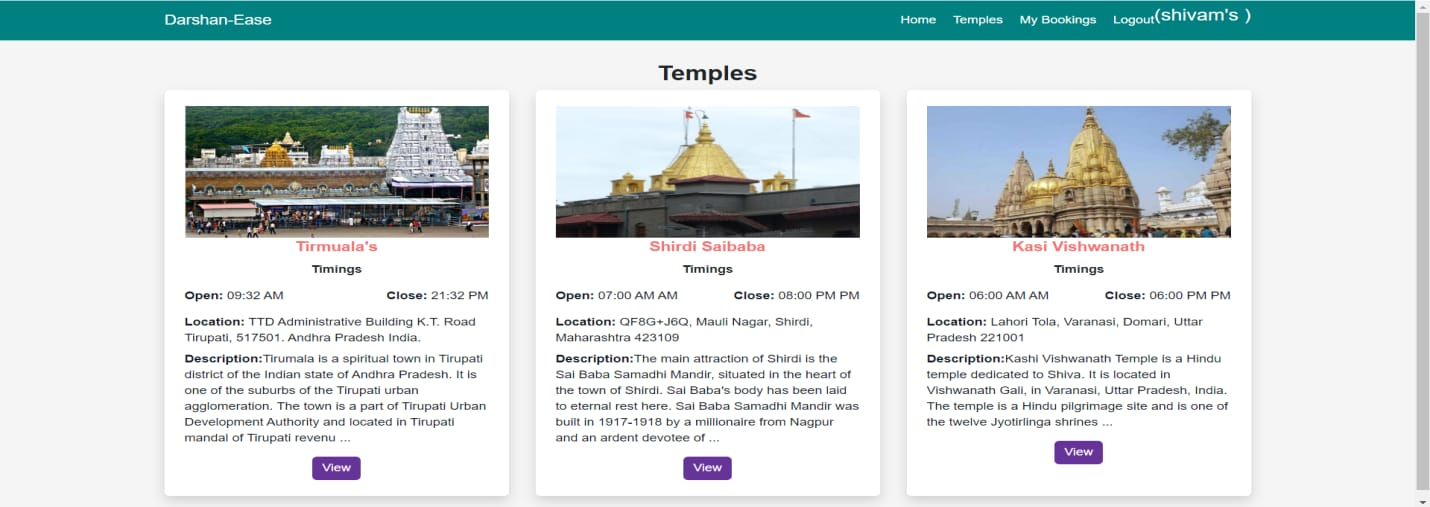 Darshan-Ease
Home Temples My Bookings Logout(shivam's )
Temples
Tirmuala's
Timings
Open: 09:32 AM Close: 21:32 PM
Location: TTD Administrative Building K.T. Road
Tirupati, 517501. Andhra Pradesh India.
Description:Tirumala is a spiritual town in Tirupati
district of the Indian state of Andhra Pradesh. It is
one of the suburbs of the Tirupati urban
agglomeration. The town is a part of Tirupati Urban
Development Authority and located in Tirupati
mandal of Tirupati revenu ...
View
Shirdi Saibaba
Timings
Open: 07:00 AM AM Close: 08:00 PM PM
Location: QF8G+J6Q, Mauli Nagar, Shirdi,
Maharashtra 423109
Description:The main attraction of Shirdi is the
Sai Baba Samadhi Mandir, situated in the heart of
the town of Shirdi. Sai Baba's body has been laid
to eternal rest here. Sai Baba Samadhi Mandir was
built in 1917-1918 by a millionaire from Nagpur
and an ardent devotee of ...
View
Kasi Vishwanath
Timings
Open: 06:00 AM AM Close: 06:00 PM PM
Location: Lahori Tola, Varanasi, Domari, Uttar
Pradesh 221001
Description:Kashi Vishwanath Temple is a Hindu
temple dedicated to Shiva. It is located in
Vishwanath Gali, in Varanasi, Uttar Pradesh, India.
The temple is a Hindu pilgrimage site and is one of
the twelve Jyotirlinga shrines ...
View